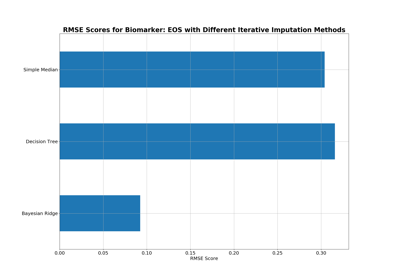 RMSE Scores for Biomarker: EOS with Different Iterative Imputation Methods
Simple Median
Decision Tree
Bayesian Ridge
0.00 0.05 0.10 0.15 0.20 0.25 0.30
RMSE Score